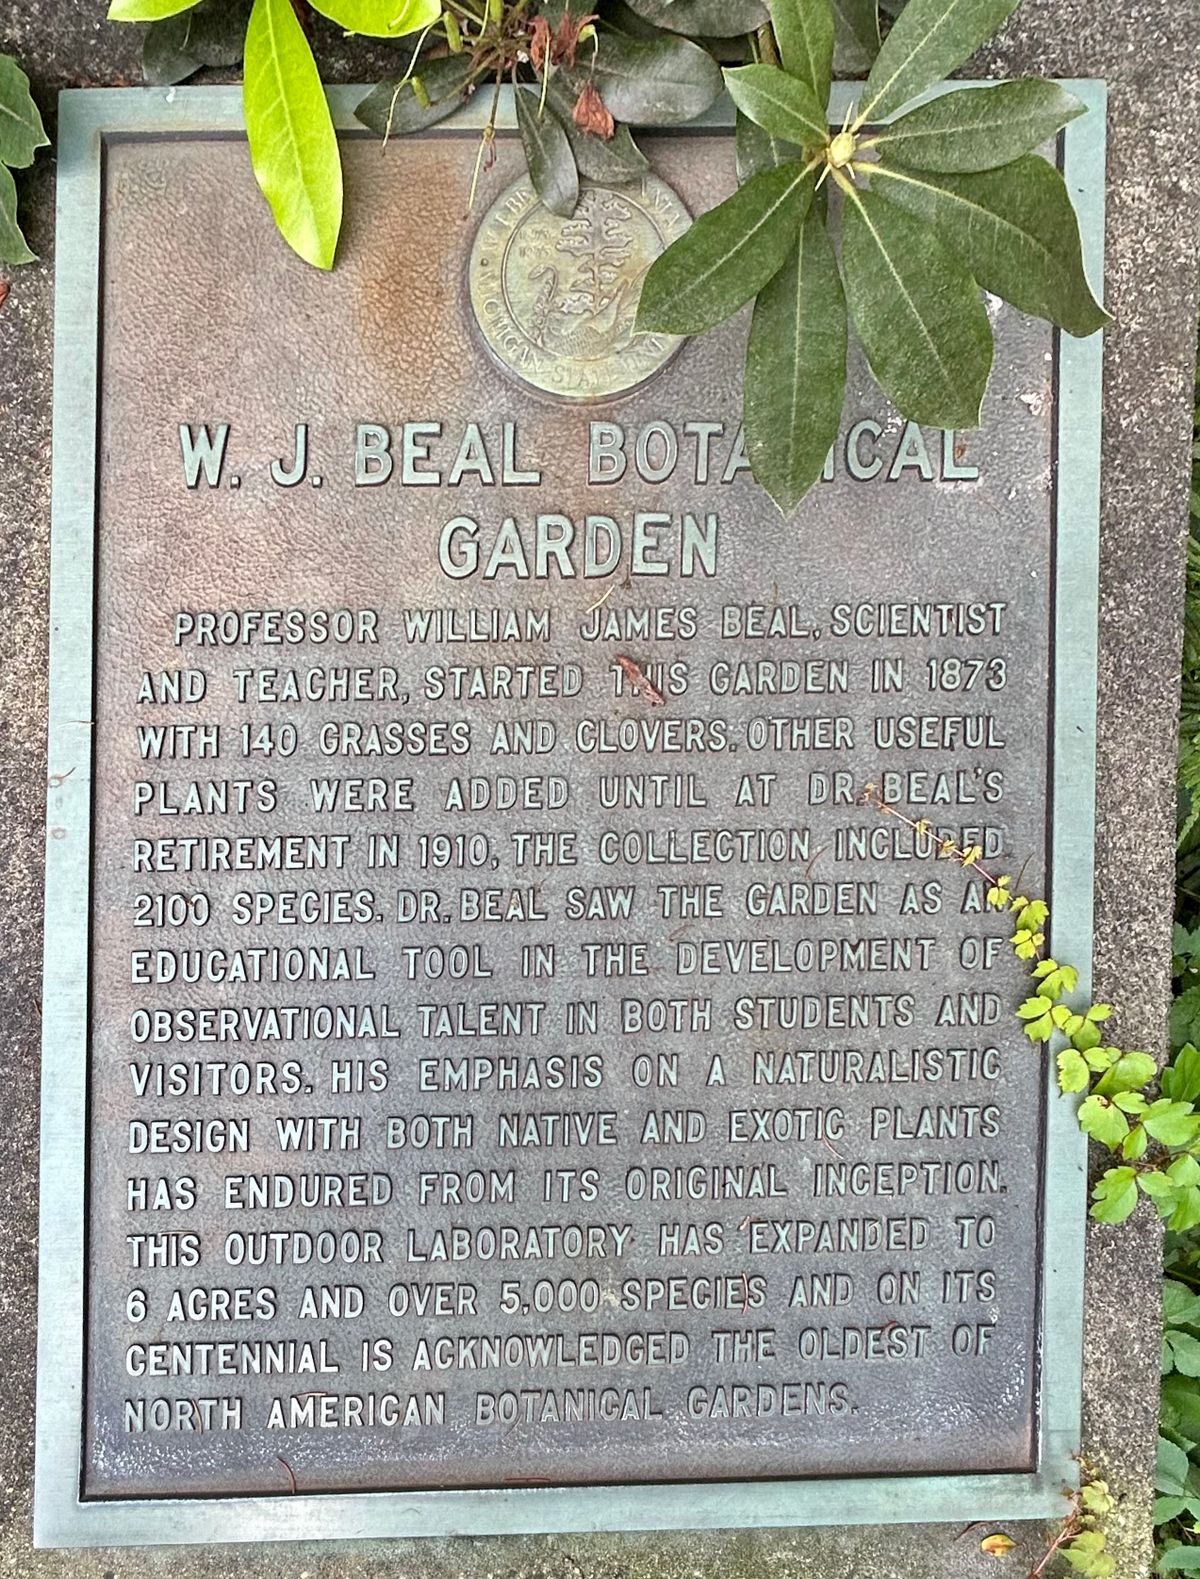 MICHIGAN STATE
W. J. BEAL BOTANICAL
GARDEN
PROFESSOR WILLIAM JAMES BEAL, SCIENTIST
AND TEACHER, STARTED THIS GARDEN IN 1873
WITH 140 GRASSES AND CLOVERS. OTHER USEFUL
PLANTS WERE ADDED UNTIL AT DR. BEAL'S
RETIREMENT IN 1910, THE COLLECTION INCLUDED
2100 SPECIES. DR. BEAL SAW THE GARDEN AS AN
EDUCATIONAL TOOL IN THE DEVELOPMENT OF
OBSERVATIONAL TALENT IN BOTH STUDENTS AND
VISITORS. HIS EMPHASIS ON A NATURALISTIC
DESIGN WITH BOTH NATIVE AND EXOTIC PLANTS
HAS ENDURED FROM ITS ORIGINAL INCEPTION.
THIS OUTDOOR LABORATORY HAS EXPANDED TO
6 ACRES AND OVER 5,000 SPECIES AND ON ITS
CENTENNIAL IS ACKNOWLEDGED THE OLDEST OF
NORTH AMERICAN BOTANICAL GARDENS.